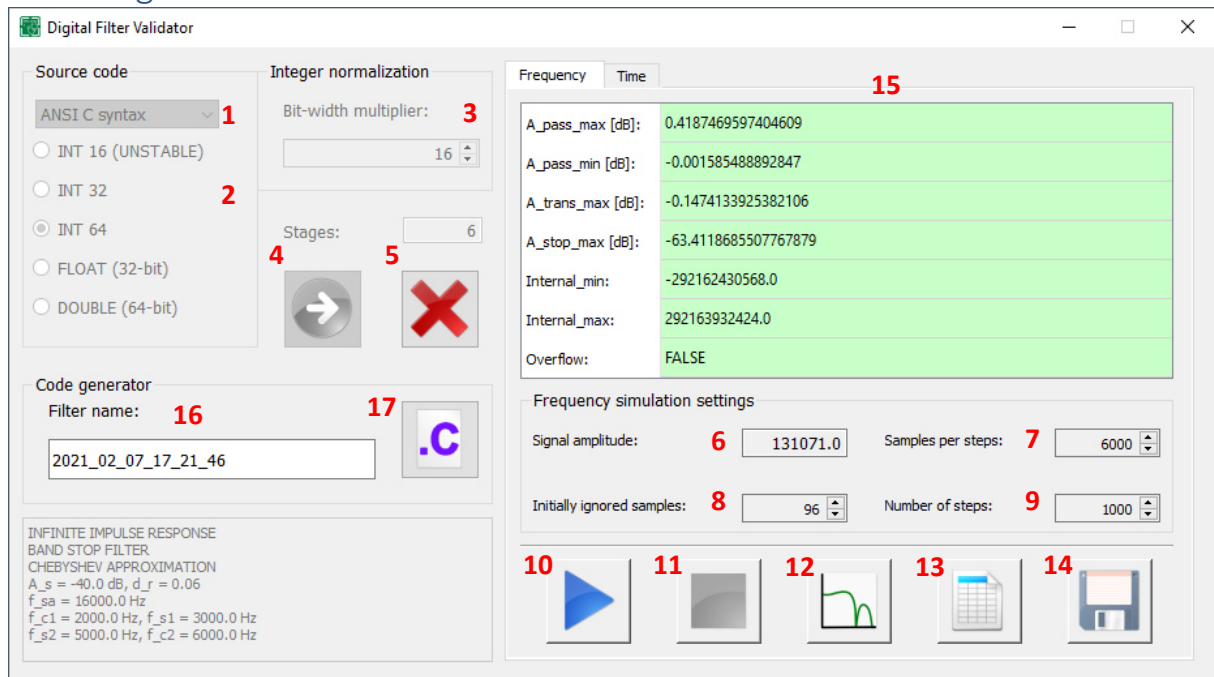 Digital Filter Validator
Source code
ANSI C syntax 1
INT 16 (UNSTABLE)
INT 32
2
INT 64
FLOAT (32-bit)
DOUBLE (64-bit)
Integer normalization
Bit-width multiplier: 3
16
Stages: 6
4 5
Code generator
Filter name: 16 17
.C
2021_02_07_17_21_46
INFINITE IMPULSE RESPONSE
BAND STOP FILTER
CHEBYSHEV APPROXIMATION
A_s = -40.0 dB, d_r = 0.06
f_sa = 16000.0 Hz
f_c1 = 2000.0 Hz, f_s1 = 3000.0 Hz
f_s2 = 5000.0 Hz, f_c2 = 6000.0 Hz
Frequency Time
15
A_pass_max [dB]: 0.4187469597404609
A_pass_min [dB]: -0.001585488892847
A_trans_max [dB]: -0.1474133925382106
A_stop_max [dB]: -63.4118685507767879
Internal_min: -292162430568.0
Internal_max: 292163932424.0
Overflow: FALSE
Frequency simulation settings
Signal amplitude: 6 131071.0 Samples per steps: 7 6000
Initially ignored samples: 8 96 Number of steps: 9 1000
10 11 12 13 14